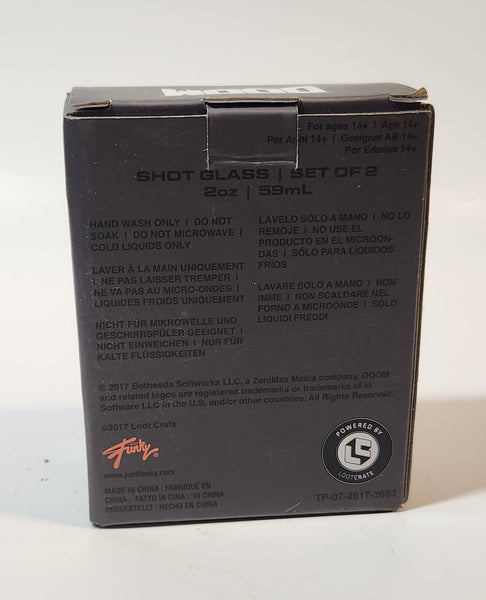 DOOM
For ages 14+ | Âge 14+
Per Anni 14+ | Geeignet AB 14+
Por Edades 14+
SHOT GLASS | SET OF 2
2oz | 59mL
HAND WASH ONLY | DO NOT
SOAK | DO NOT MICROWAVE |
COLD LIQUIDS ONLY
LAVER À LA MAIN UNIQUEMENT
| NE PAS LAISSER TREMPER |
NE VA PAS AU MICRO-ONDES |
LIQUIDES FROIDS UNIQUEMENT
NICHT FÜR MIKROWELLE UND
GESCHIRRSPÜLER GEEIGNET |
NICHT EINWEICHEN | NUR FÜR
KALTE FLÜSSIGKEITEN
LÁVELO SÓLO A MANO | NO LO
REMOJE | NO USE EL
PRODUCTO EN EL MICROON-
DAS | SÓLO PARA LÍQUIDOS
FRÍOS
LAVARE SOLO A MANO | NON
IMME | NON SCALDARE NEL
FORNO A MICROONDE | SOLO
LIQUIDI FREDDI
© 2017 Bethesda Softworks LLC, a ZeniMax Media company. DOOM
and related logos are registered trademarks or trademarks of id
Software LLC in the U.S. and/or other countries. All Rights Reserved.
©2017 Loot Crate
Funky®
www.justfunky.com
MADE IN CHINA : FABRIQUÉ EN
CHINA : FATTO IN CINA : IN CHINA
HERGESTELLT : HECHO EN CHINA
POWERED BY
LC
LOOTCRATE
TP-07-2017-2653